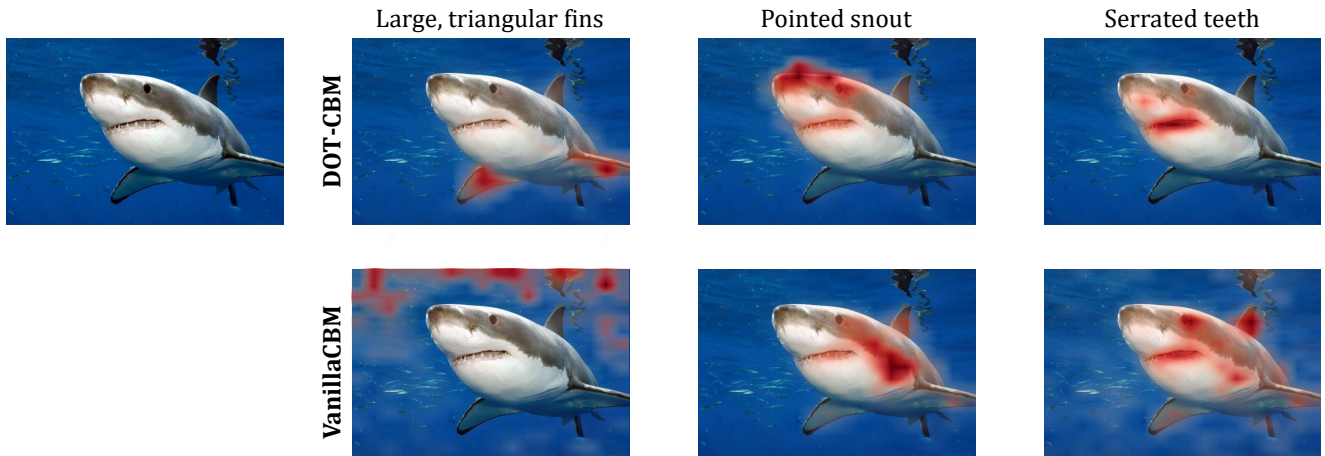 Large, triangular fins
Pointed snout
Serrated teeth
DOT-CBM
VanillaCBM